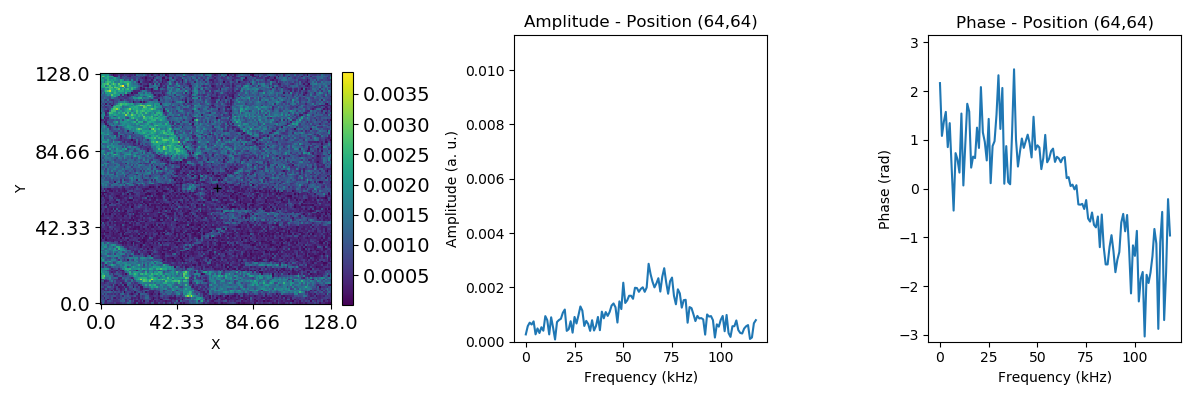 128.0
84.66
42.33
0.0
Y
0.0 42.33 84.66 128.0
X
0.0035
0.0030
0.0025
0.0020
0.0015
0.0010
0.0005
Amplitude - Position (64,64)
0.010
0.008
0.006
0.004
0.002
0.000
Amplitude (a. u.)
0 25 50 75 100
Frequency (kHz)
Phase - Position (64,64)
3
2
1
0
−1
−2
−3
Phase (rad)
0 25 50 75 100
Frequency (kHz)